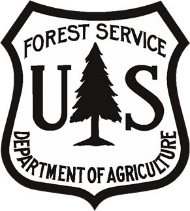 FOREST SERVICE
U S
DEPARTMENT OF AGRICULTURE